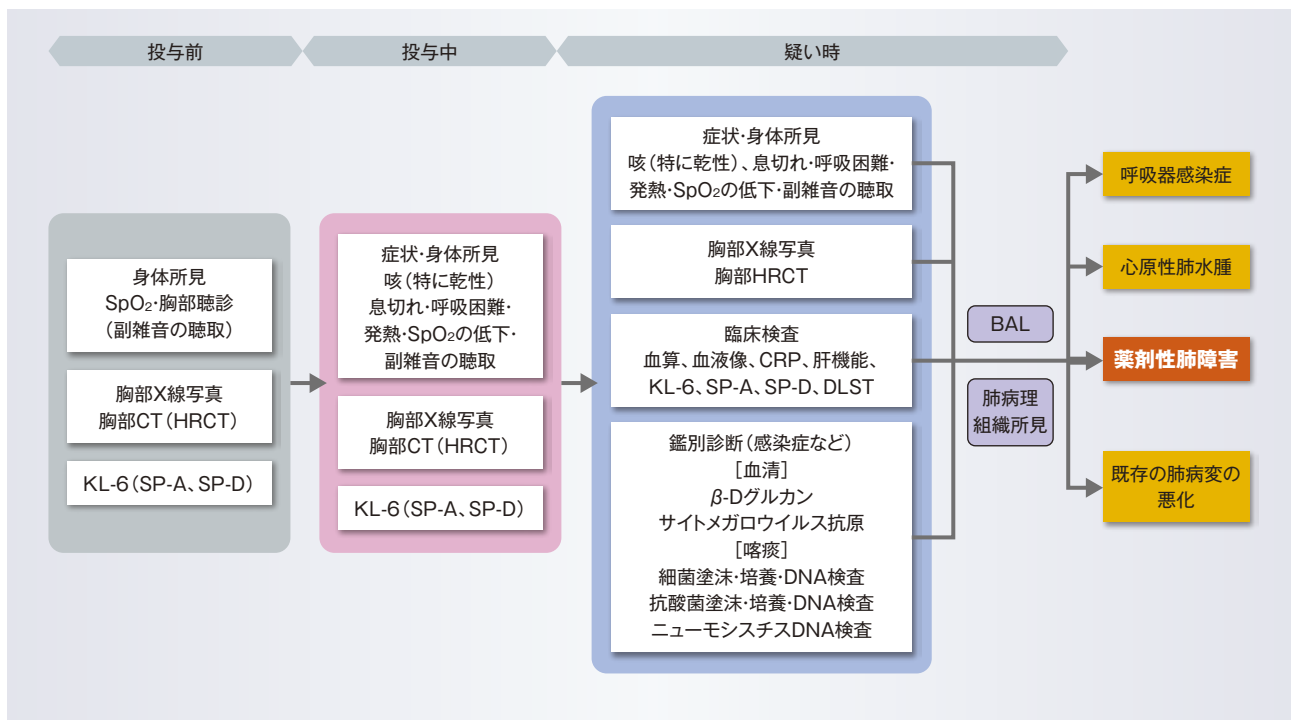 投与前
投与中
疑い時
身体所見
SpO₂・胸部聴診
（副雑音の聴取）
胸部X線写真
胸部CT（HRCT）
KL-6（SP-A、SP-D）
症状・身体所見
咳（特に乾性）
息切れ・呼吸困難・
発熱・SpO₂の低下・
副雑音の聴取
胸部X線写真
胸部CT（HRCT）
KL-6（SP-A、SP-D）
症状・身体所見
咳（特に乾性）、息切れ・呼吸困難・
発熱・SpO₂の低下・副雑音の聴取
胸部X線写真
胸部HRCT
臨床検査
血算、血液像、CRP、肝機能、
KL-6、SP-A、SP-D、DLST
鑑別診断（感染症など）
［血清］
β-Dグルカン
サイトメガロウイルス抗原
［喀痰］
細菌塗沫・培養・DNA検査
抗酸菌塗沫・培養・DNA検査
ニューモシスチスDNA検査
BAL
肺病理
組織所見
呼吸器感染症
心原性肺水腫
薬剤性肺障害
既存の肺病変の
悪化